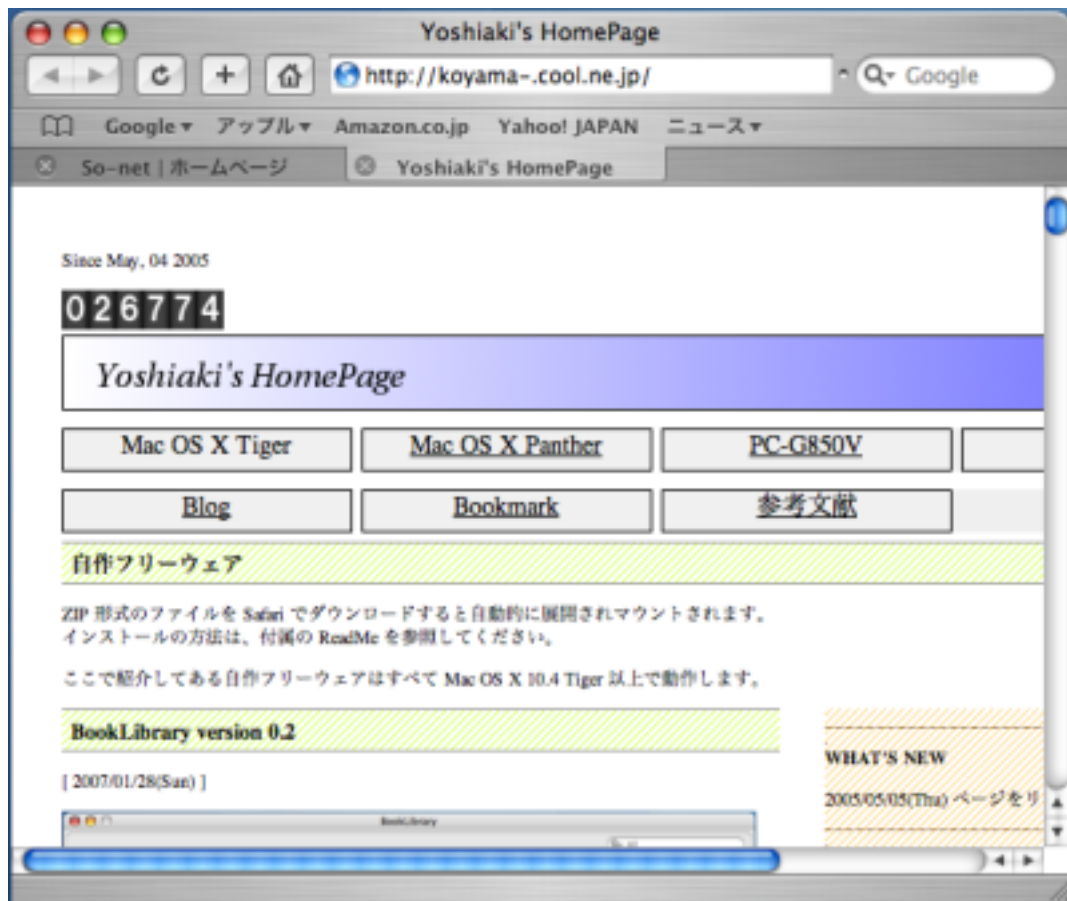 Yoshiaki's HomePage
http://koyama-.cool.ne.jp/
Google
Google アップル Amazon.co.jp Yahoo! JAPAN ニュース
So-net | ホームページ Yoshiaki's HomePage
Since May, 04 2005
026774
Yoshiaki's HomePage
Mac OS X Tiger Mac OS X Panther PC-G850V
Blog Bookmark 参考文献
自作フリーウェア
ZIP 形式のファイルを Safari でダウンロードすると自動的に展開されマウントされます。
インストールの方法は、付属の ReadMe を参照してください。
ここで紹介してある自作フリーウェアはすべて Mac OS X 10.4 Tiger 以上で動作します。
BookLibrary version 0.2
[ 2007/01/28(Sun) ]
BookLibrary
WHAT'S NEW
2005/05/05(Thu) ページをリ